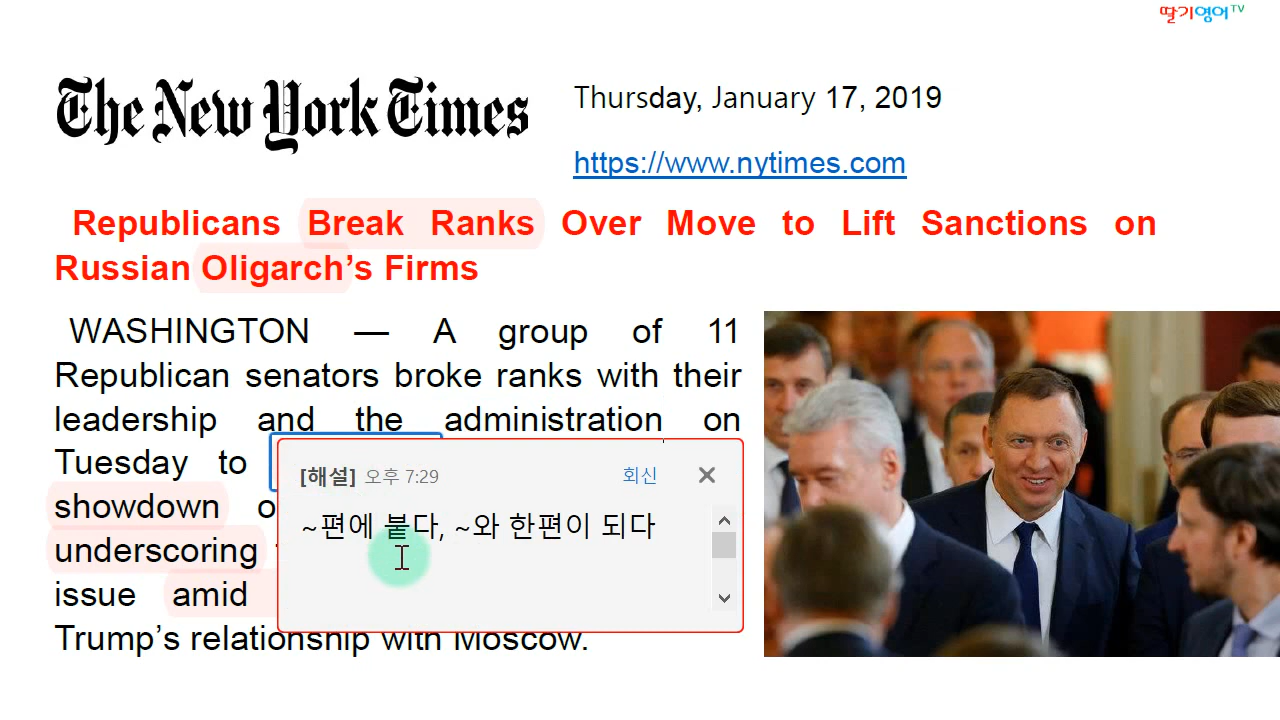 딸기영어TV
The New York Times
Thursday, January 17, 2019
https://www.nytimes.com
Republicans Break Ranks Over Move to Lift Sanctions on
Russian Oligarch's Firms
WASHINGTON — A group of 11
Republican senators broke ranks with their
leadership and the administration on
Tuesday to
[해설] 오후 7:29 회신
showdown
~편에 붙다, ~와 한편이 되다
underscoring
issue amid
Trump's relationship with Moscow.